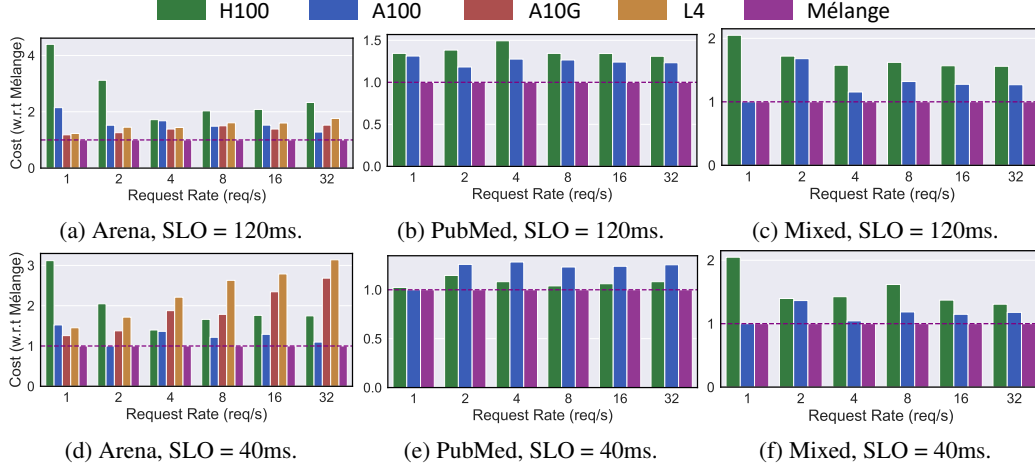 H100 A100 A10G L4 Mélange
Cost (w.r.t Mélange)
4
2
0
1 2 4 8 16 32
Request Rate (req/s)
(a) Arena, SLO = 120ms.
1.5
1.0
0.5
0.0
1 2 4 8 16 32
Request Rate (req/s)
(b) PubMed, SLO = 120ms.
2
1
0
1 2 4 8 16 32
Request Rate (req/s)
(c) Mixed, SLO = 120ms.
Cost (w.r.t Mélange)
3
2
1
0
1 2 4 8 16 32
Request Rate (req/s)
(d) Arena, SLO = 40ms.
1.0
0.5
0.0
1 2 4 8 16 32
Request Rate (req/s)
(e) PubMed, SLO = 40ms.
2
1
0
1 2 4 8 16 32
Request Rate (req/s)
(f) Mixed, SLO = 40ms.